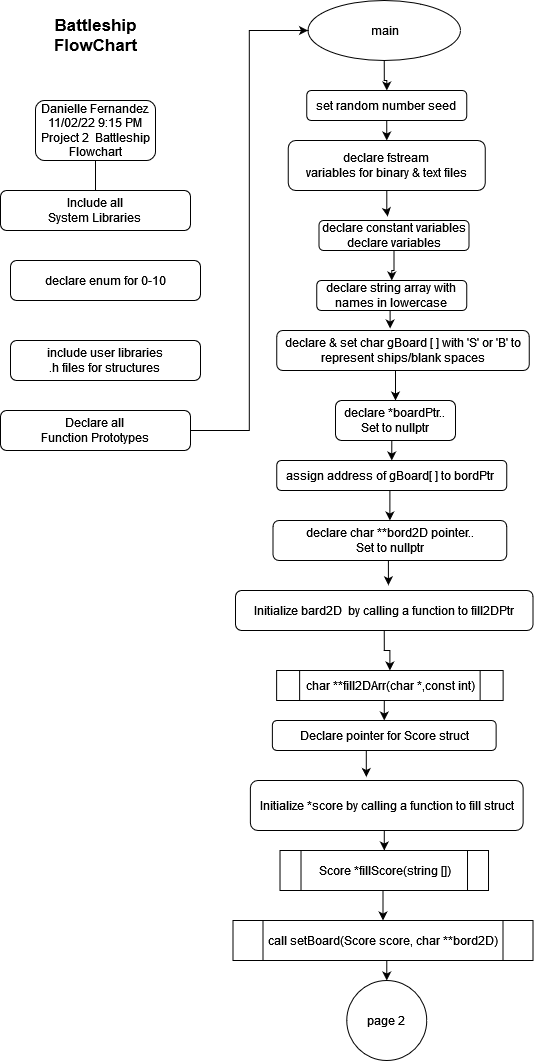 Battleship
FlowChart
Danielle Fernandez
11/02/22 9:15 PM
Project 2 Battleship
Flowchart
Include all
System Libraries
declare enum for 0-10
include user libraries
.h files for structures
Declare all
Function Prototypes
main
set random number seed
declare fstream
variables for binary & text files
declare constant variables
declare variables
declare string array with
names in lowercase
declare & set char gBoard [ ] with 'S' or 'B' to
represent ships/blank spaces
declare *boardPtr..
Set to nullptr
assign address of gBoard[ ] to bordPtr
declare char **bord2D pointer..
Set to nullptr
Initialize bard2D by calling a function to fill2DPtr
char **fill2DArr(char *,const int)
Declare pointer for Score struct
Initialize *score by calling a function to fill struct
Score *fillScore(string [])
call setBoard(Score score, char **bord2D)
page 2